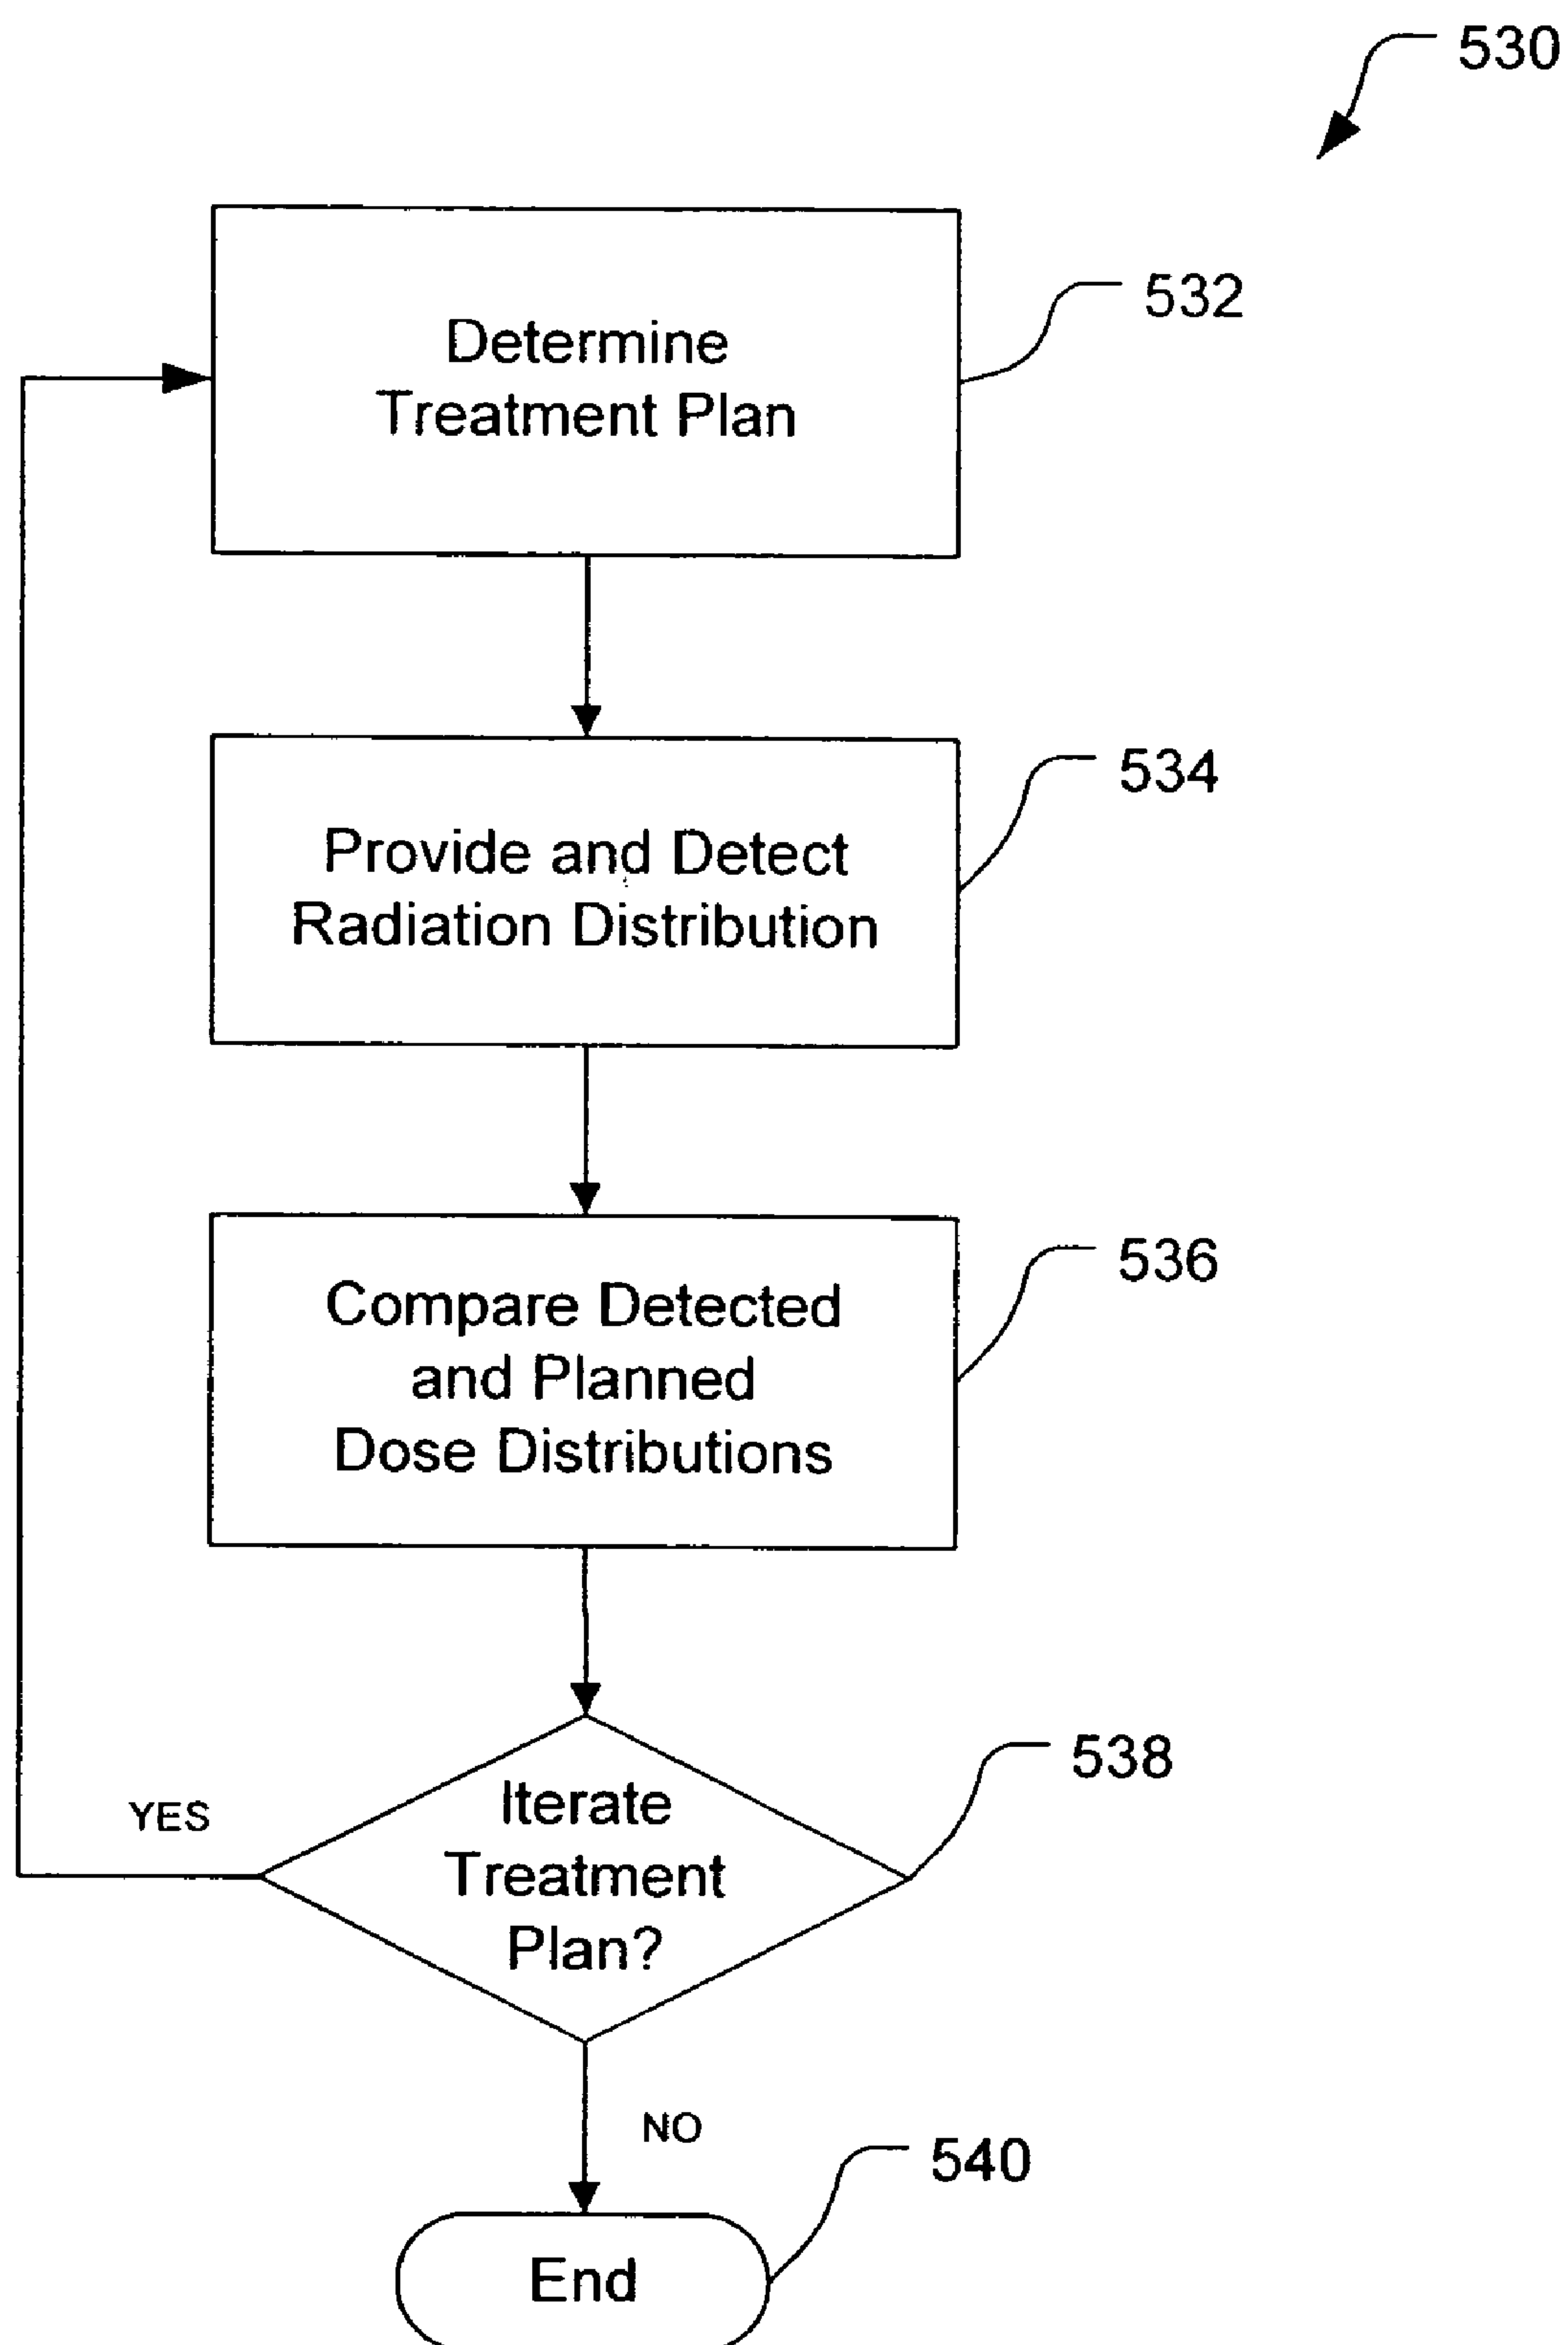 530
Determine
Treatment Plan
532
Provide and Detect
Radiation Distribution
534
Compare Detected
and Planned
Dose Distributions
536
Iterate
Treatment
Plan?
538
YES
NO
540
End